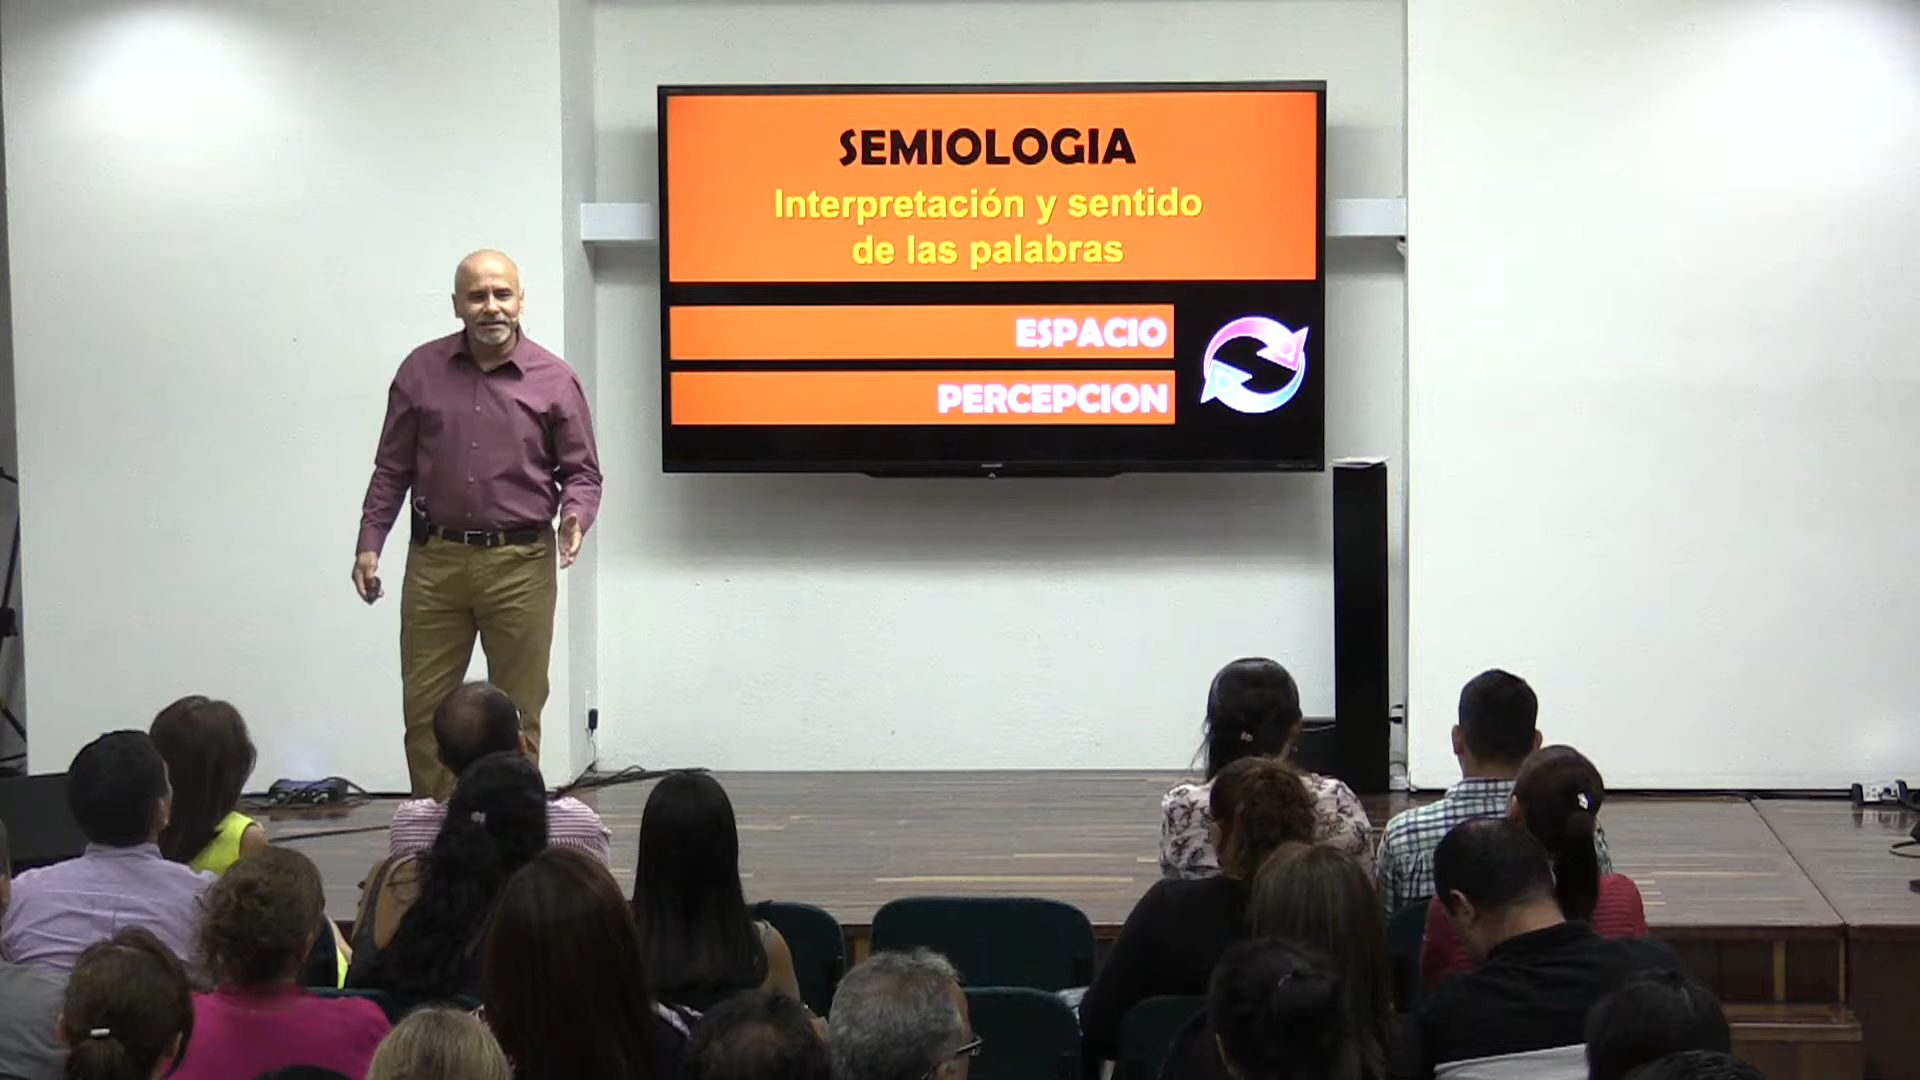 SEMIOLOGIA
Interpretación y sentido
de las palabras
ESPACIO
PERCEPCION